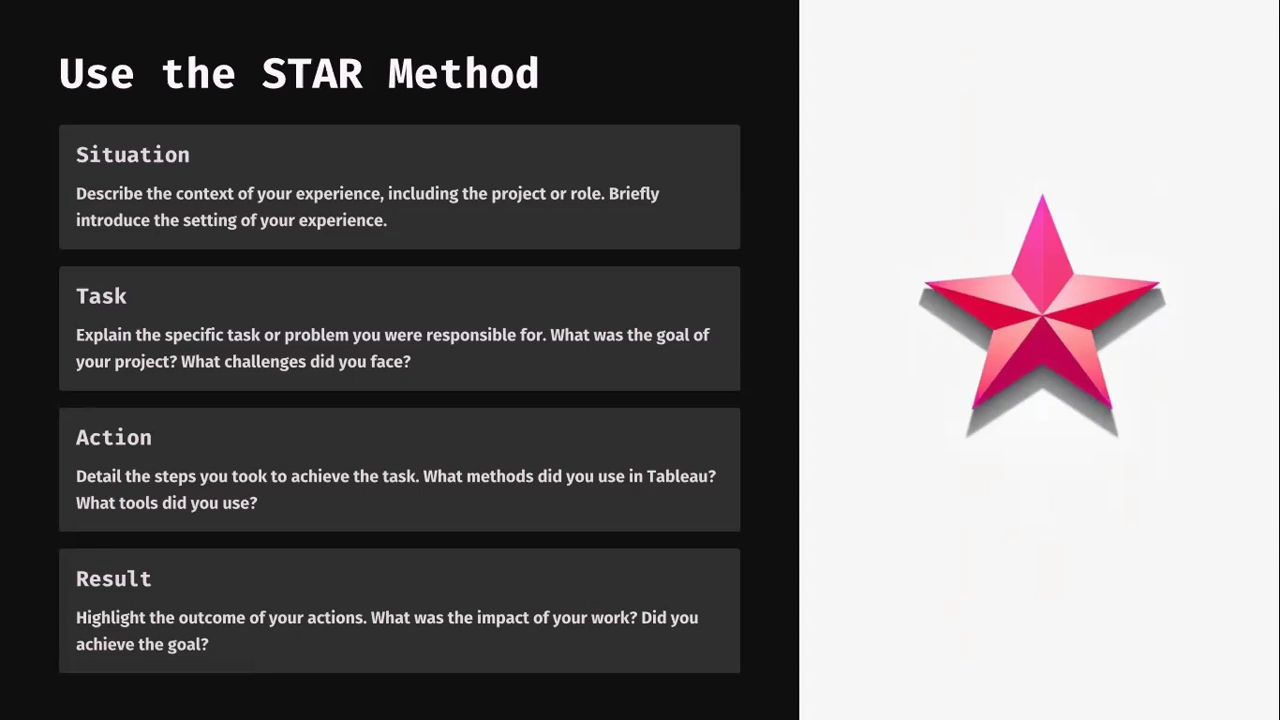 Use the STAR Method
Situation
Describe the context of your experience, including the project or role. Briefly
introduce the setting of your experience.
Task
Explain the specific task or problem you were responsible for. What was the goal of
your project? What challenges did you face?
Action
Detail the steps you took to achieve the task. What methods did you use in Tableau?
What tools did you use?
Result
Highlight the outcome of your actions. What was the impact of your work? Did you
achieve the goal?